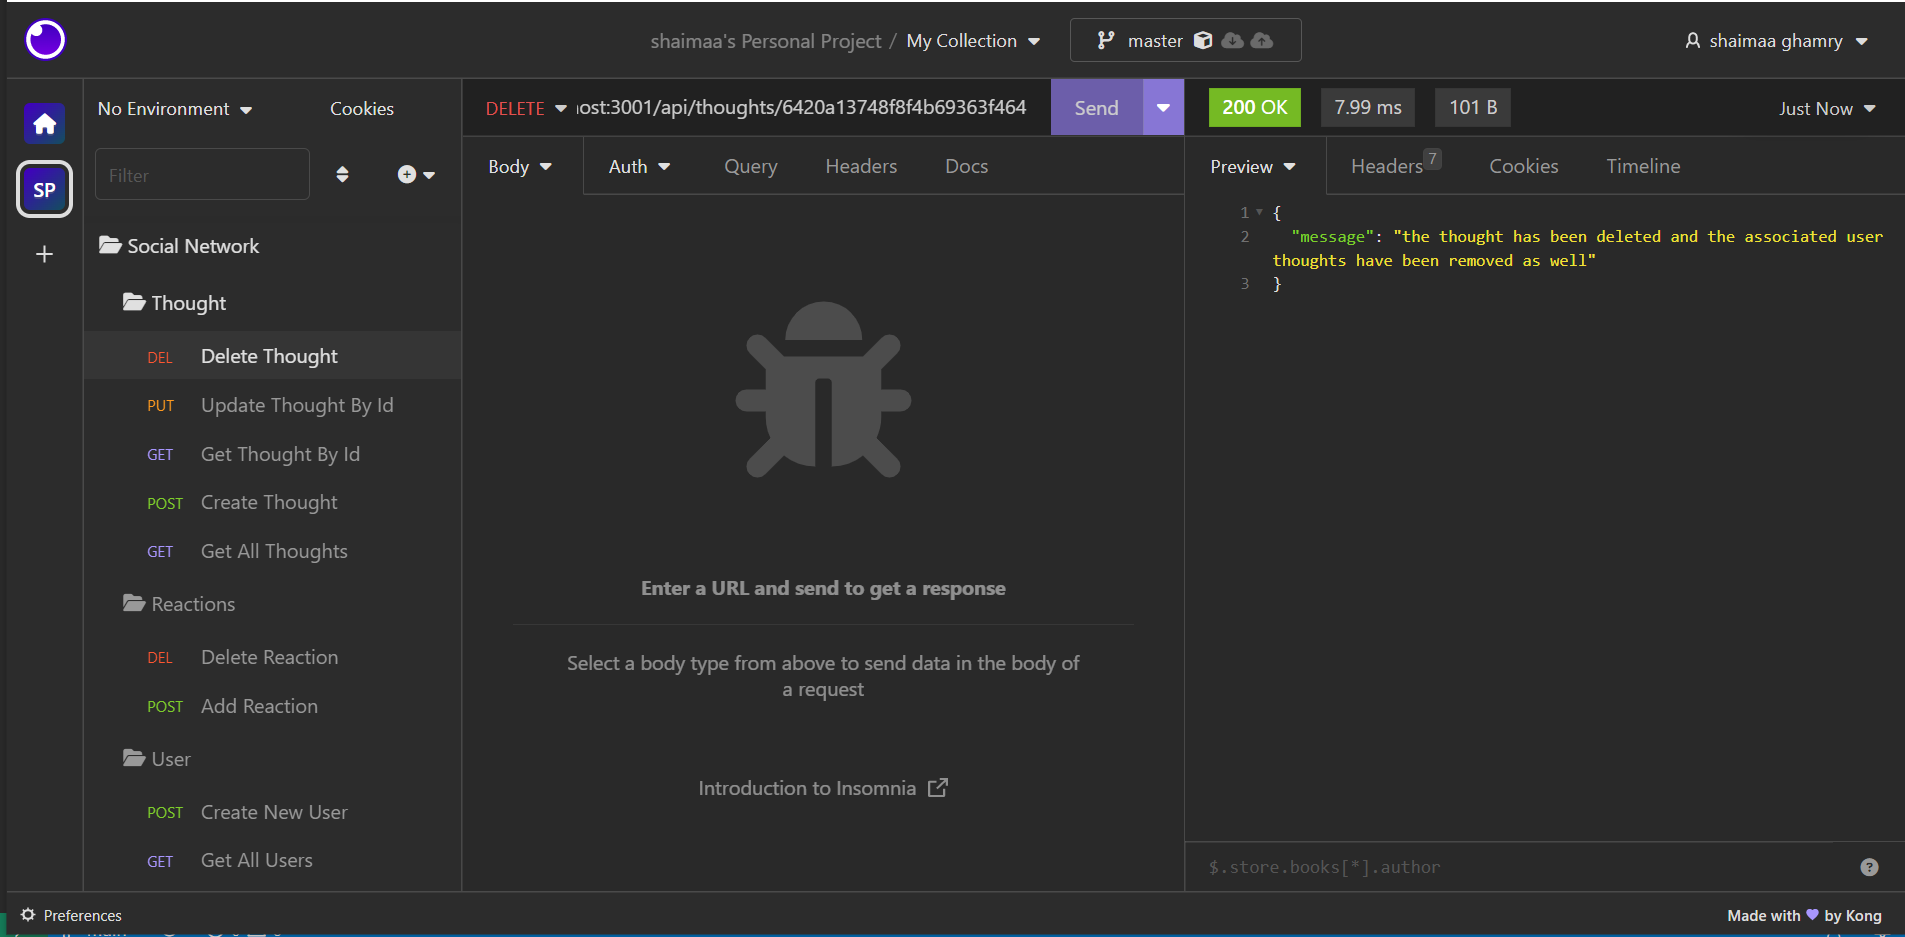 shaimaa's Personal Project / My Collection
master
shaimaa ghamry
SP
No Environment
Cookies
Filter
Social Network
Thought
DEL Delete Thought
PUT Update Thought By Id
GET Get Thought By Id
POST Create Thought
GET Get All Thoughts
Reactions
DEL Delete Reaction
POST Add Reaction
User
POST Create New User
GET Get All Users
DELETE ost:3001/api/thoughts/6420a13748f8f4b69363f464 Send
Body Auth Query Headers Docs
Enter a URL and send to get a response
Select a body type from above to send data in the body of
a request
Introduction to Insomnia
200 OK 7.99 ms 101 B Just Now
Preview Headers 7 Cookies Timeline
1 {
2 "message": "the thought has been deleted and the associated user
thoughts have been removed as well"
3 }
$.store.books[*].author
Preferences
Made with 💜 by Kong